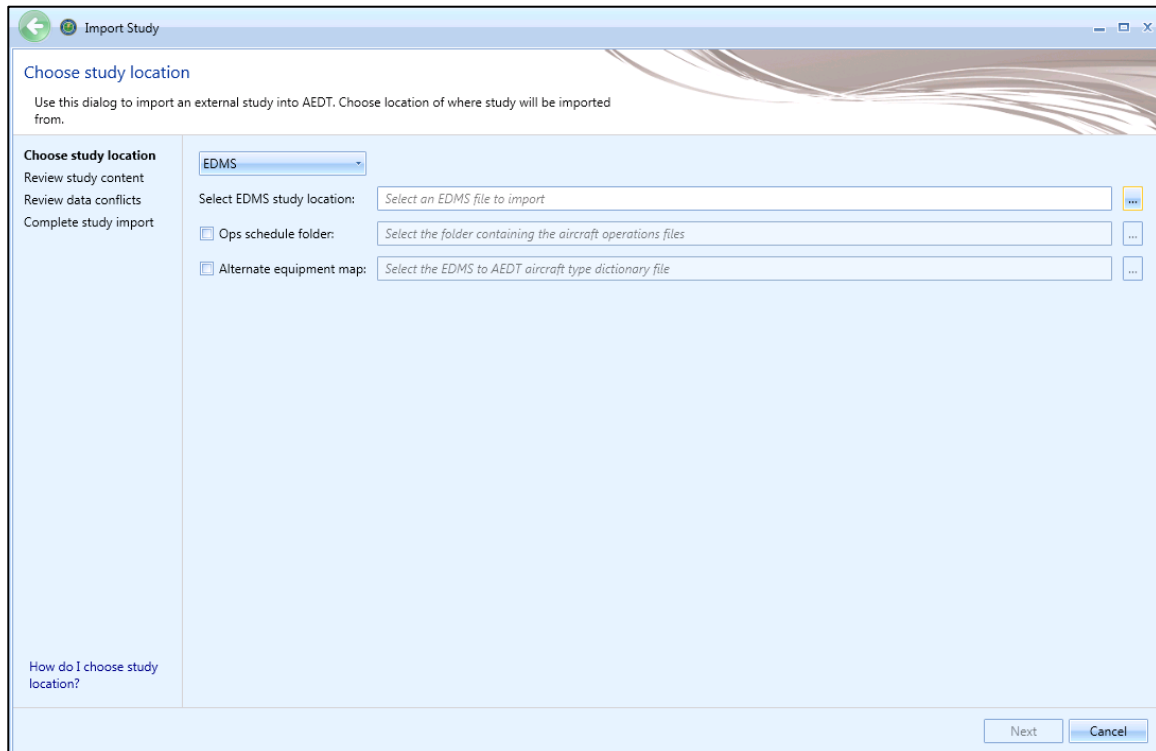 Import Study
Choose study location
Use this dialog to import an external study into AEDT. Choose location of where study will be imported
from.
Choose study location
Review study content
Review data conflicts
Complete study import
EDMS
Select EDMS study location: Select an EDMS file to import ...
Ops schedule folder: Select the folder containing the aircraft operations files ...
Alternate equipment map: Select the EDMS to AEDT aircraft type dictionary file ...
How do I choose study
location?
Next Cancel